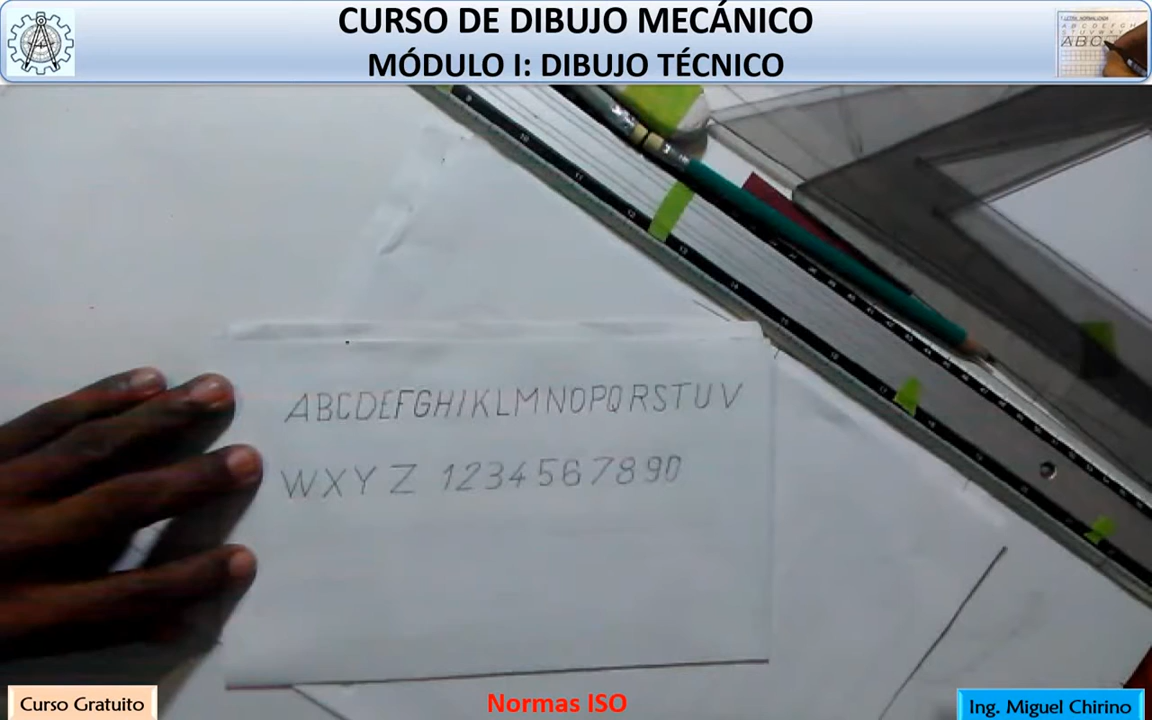 CURSO DE DIBUJO MECÁNICO
MÓDULO I: DIBUJO TÉCNICO
ABCDEFGHIKLMNOPQRSTUV
WXYZ 1234567890
Curso Gratuito
Normas ISO
Ing. Miguel Chirino